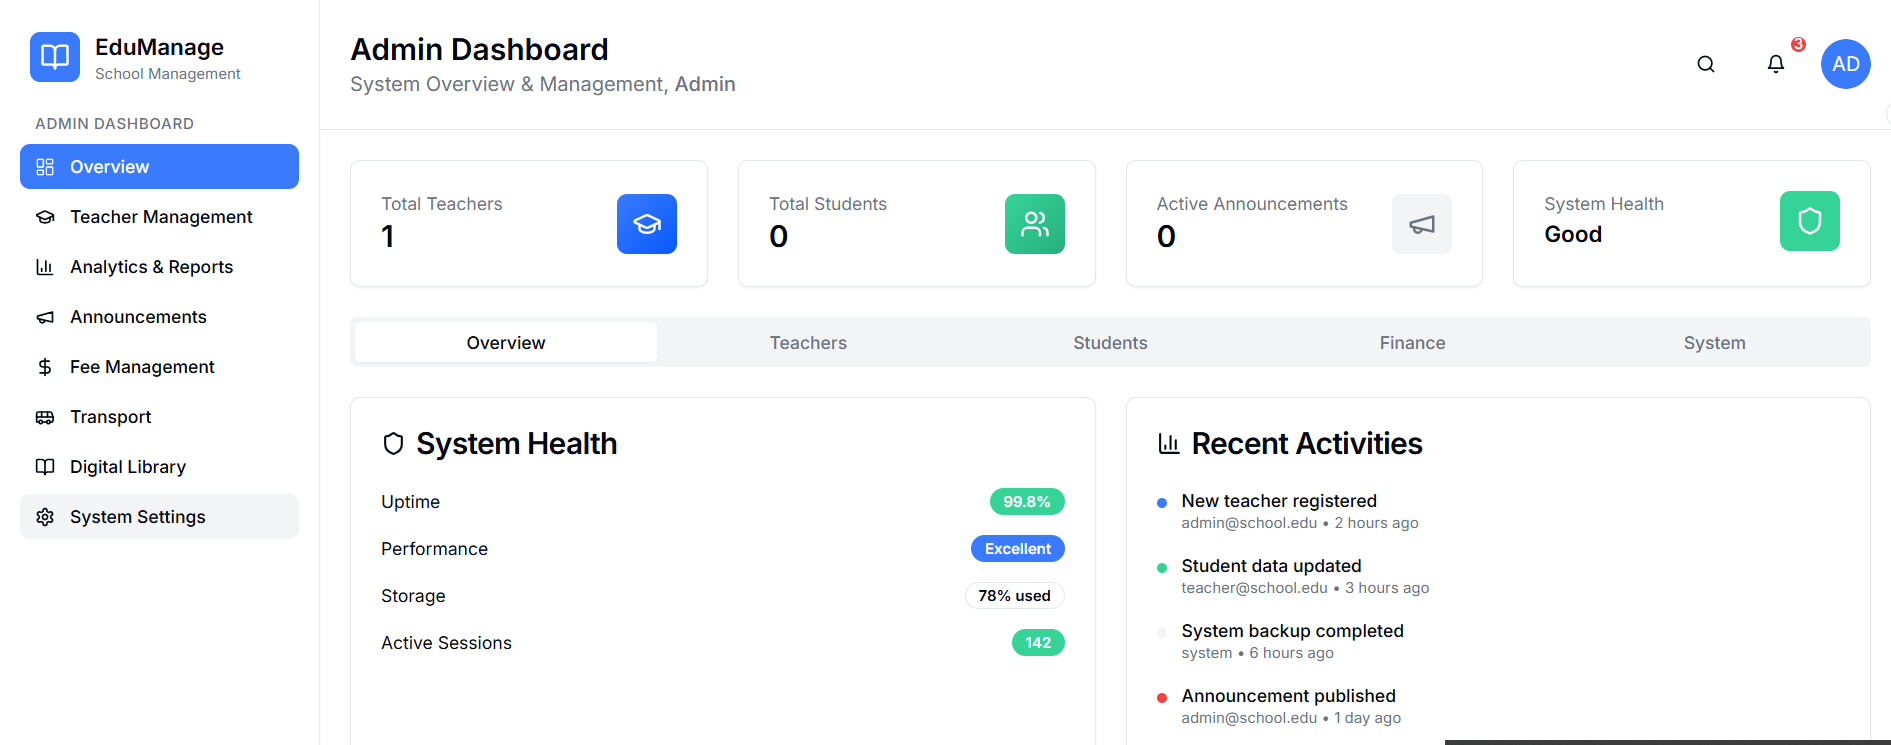 EduManage
School Management
ADMIN DASHBOARD
Overview
Teacher Management
Analytics & Reports
Announcements
Fee Management
Transport
Digital Library
System Settings
Admin Dashboard
System Overview & Management, Admin
3
AD
Total Teachers
1
Total Students
0
Active Announcements
0
System Health
Good
Overview Teachers Students Finance System
System Health
Uptime 99.8%
Performance Excellent
Storage 78% used
Active Sessions 142
Recent Activities
New teacher registered
admin@school.edu • 2 hours ago
Student data updated
teacher@school.edu • 3 hours ago
System backup completed
system • 6 hours ago
Announcement published
admin@school.edu • 1 day ago